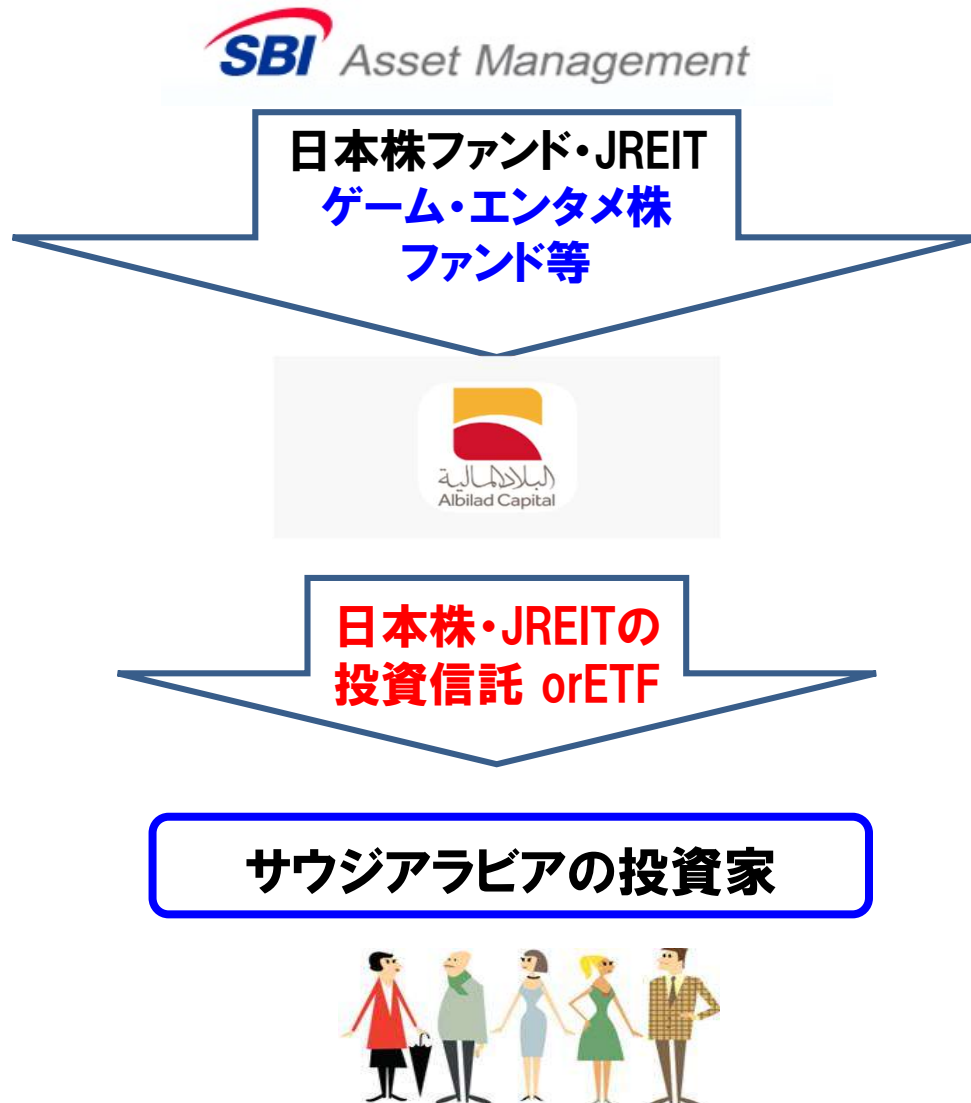 SBI Asset Management
日本株ファンド・JREIT
ゲーム・エンタメ株
ファンド等
البلاد المالية
Albilad Capital
日本株・JREITの
投資信託 orETF
サウジアラビアの投資家